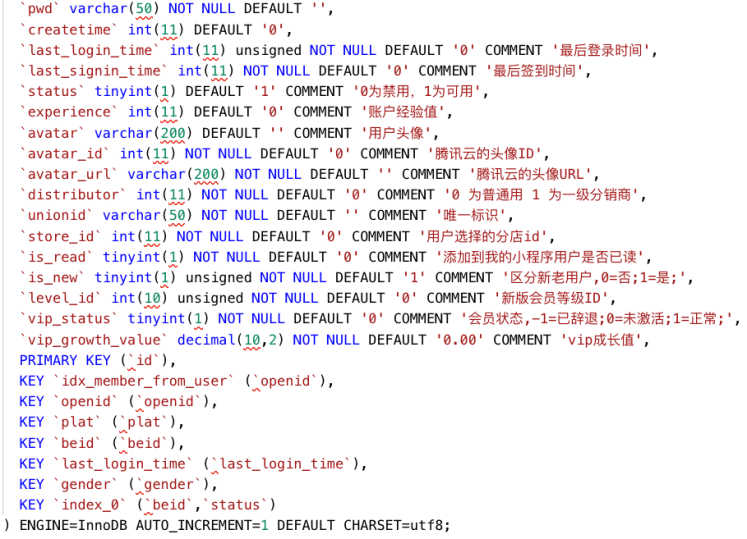 `pwd` varchar(50) NOT NULL DEFAULT '',
`createtime` int(11) DEFAULT '0',
`last_login_time` int(11) unsigned NOT NULL DEFAULT '0' COMMENT '最后登录时间',
`last_signin_time` int(11) NOT NULL DEFAULT '0' COMMENT '最后签到时间',
`status` tinyint(1) DEFAULT '1' COMMENT '0为禁用，1为可用',
`experience` int(11) DEFAULT '0' COMMENT '账户经验值',
`avatar` varchar(200) DEFAULT '' COMMENT '用户头像',
`avatar_id` int(11) NOT NULL DEFAULT '0' COMMENT '腾讯云的头像ID',
`avatar_url` varchar(200) NOT NULL DEFAULT '' COMMENT '腾讯云的头像URL',
`distributor` int(11) NOT NULL DEFAULT '0' COMMENT '0 为普通用 1 为一级分销商',
`unionid` varchar(50) NOT NULL DEFAULT '' COMMENT '唯一标识',
`store_id` int(11) NOT NULL DEFAULT '0' COMMENT '用户选择的分店id',
`is_read` tinyint(1) NOT NULL DEFAULT '0' COMMENT '添加到我的小程序用户是否已读',
`is_new` tinyint(1) unsigned NOT NULL DEFAULT '1' COMMENT '区分新老用户,0=否;1=是;',
`level_id` int(10) unsigned NOT NULL DEFAULT '0' COMMENT '新版会员等级ID',
`vip_status` tinyint(1) NOT NULL DEFAULT '0' COMMENT '会员状态,-1=已辞退;0=未激活;1=正常;',
`vip_growth_value` decimal(10,2) NOT NULL DEFAULT '0.00' COMMENT 'vip成长值',
PRIMARY KEY (`id`),
KEY `idx_member_from_user` (`openid`),
KEY `openid` (`openid`),
KEY `plat` (`plat`),
KEY `beid` (`beid`),
KEY `last_login_time` (`last_login_time`),
KEY `gender` (`gender`),
KEY `index_0` (`beid`,`status`)
) ENGINE=InnoDB AUTO_INCREMENT=1 DEFAULT CHARSET=utf8;